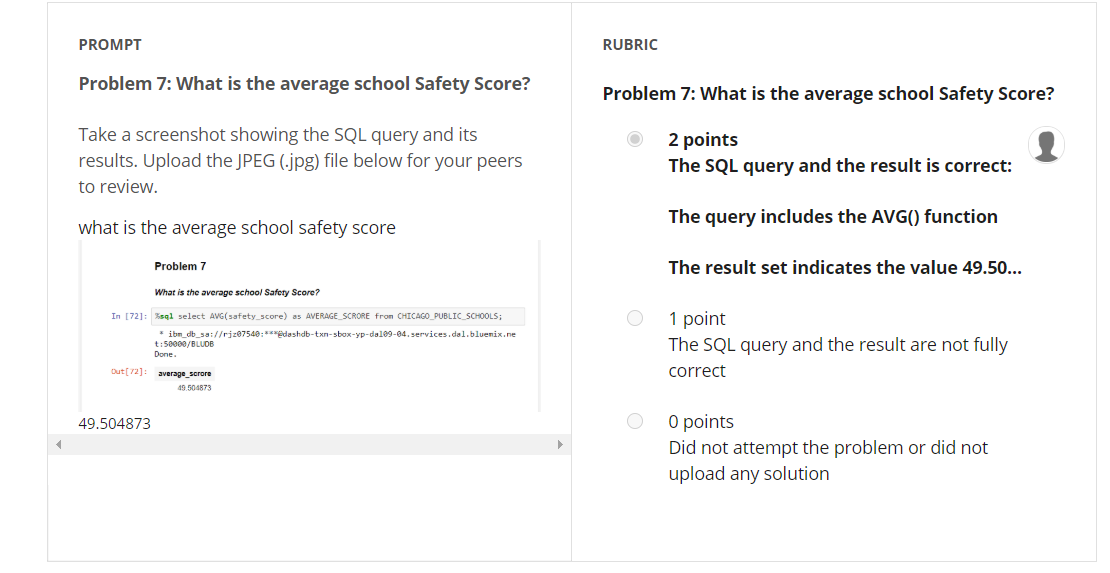 PROMPT
Problem 7: What is the average school Safety Score?
Take a screenshot showing the SQL query and its
results. Upload the JPEG (.jpg) file below for your peers
to review.
what is the average school safety score
Problem 7
What is the average school Safety Score?
In [72]: %sql select AVG(safety_score) as AVERAGE_SCRORE from CHICAGO_PUBLIC_SCHOOLS;
* ibm_db_sa://rjz07540:***@dashdb-txn-sbox-yp-dal09-04.services.dal.bluemix.ne
t:50000/BLUDB
Done.
Out[72]: average_scrore
49.504873
49.504873
RUBRIC
Problem 7: What is the average school Safety Score?
2 points
The SQL query and the result is correct:
The query includes the AVG() function
The result set indicates the value 49.50...
1 point
The SQL query and the result are not fully
correct
0 points
Did not attempt the problem or did not
upload any solution